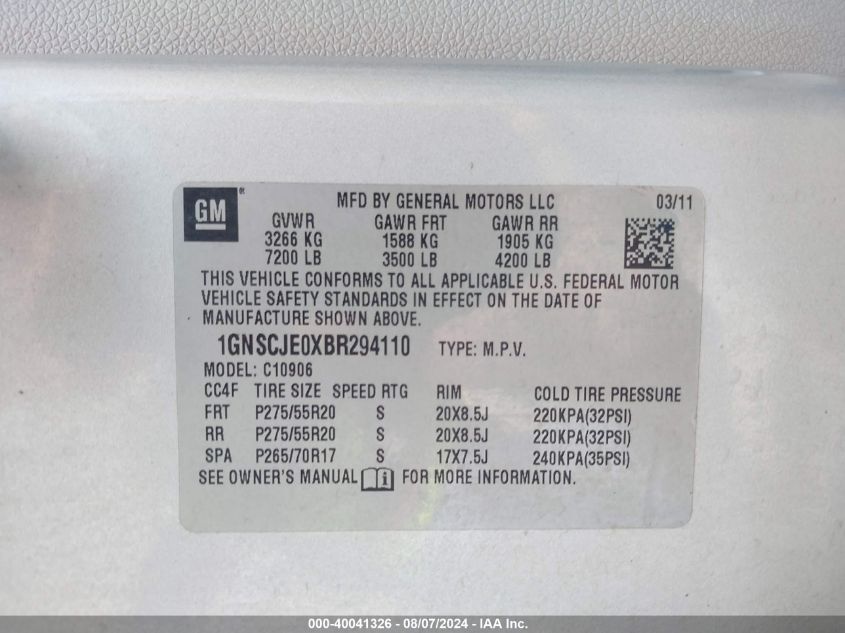 GM ®
MFD BY GENERAL MOTORS LLC 03/11
GVWR GAWR FRT GAWR RR
3266 KG 1588 KG 1905 KG
7200 LB 3500 LB 4200 LB
THIS VEHICLE CONFORMS TO ALL APPLICABLE U.S. FEDERAL MOTOR
VEHICLE SAFETY STANDARDS IN EFFECT ON THE DATE OF
MANUFACTURE SHOWN ABOVE.
1GNSCJE0XBR294110 TYPE: M.P.V.
MODEL: C10906
CC4F TIRE SIZE SPEED RTG RIM COLD TIRE PRESSURE
FRT P275/55R20 S 20X8.5J 220KPA(32PSI)
RR P275/55R20 S 20X8.5J 220KPA(32PSI)
SPA P265/70R17 S 17X7.5J 240KPA(35PSI)
SEE OWNER'S MANUAL i FOR MORE INFORMATION.
000-40041326 - 08/07/2024 - IAA Inc.